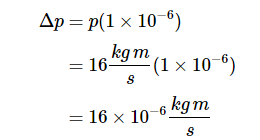 Δp = p(1 × 10⁻⁶)
= 16 kg m/s (1 × 10⁻⁶)
= 16 × 10⁻⁶ kg m/s